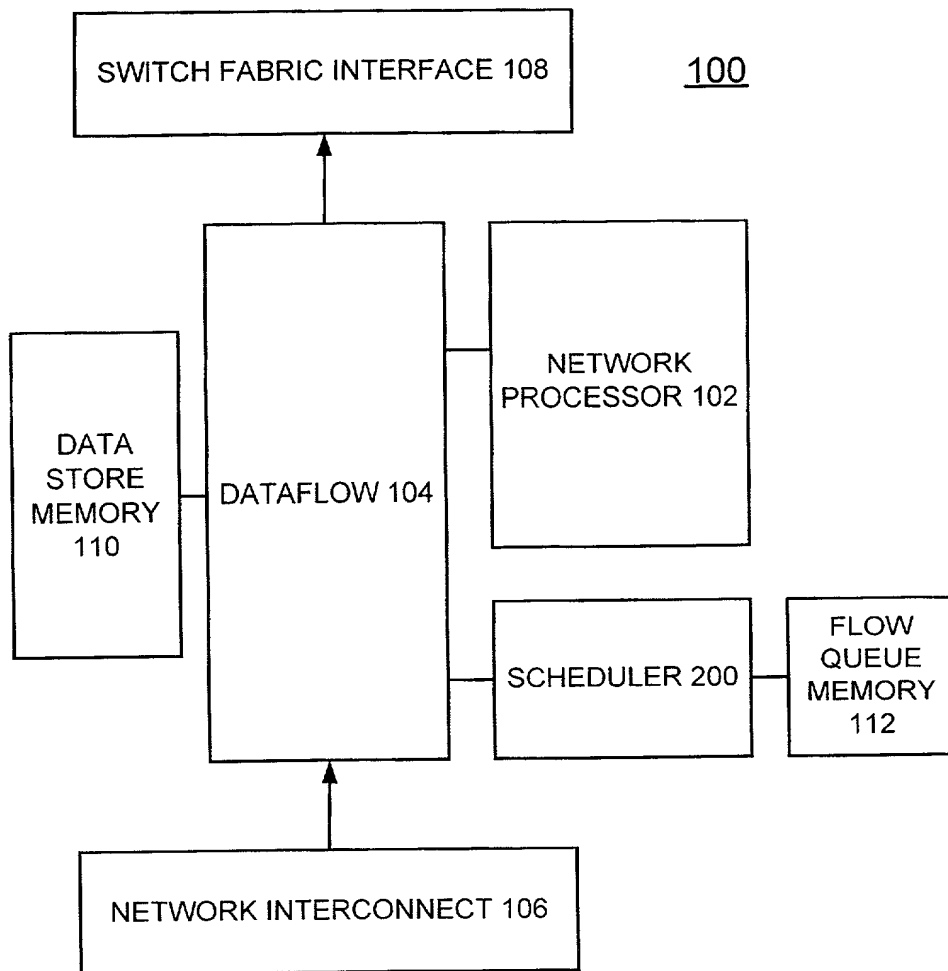 SWITCH FABRIC INTERFACE 108
100
NETWORK
PROCESSOR 102
DATA
STORE
MEMORY
110
DATAFLOW 104
SCHEDULER 200
FLOW
QUEUE
MEMORY
112
NETWORK INTERCONNECT 106